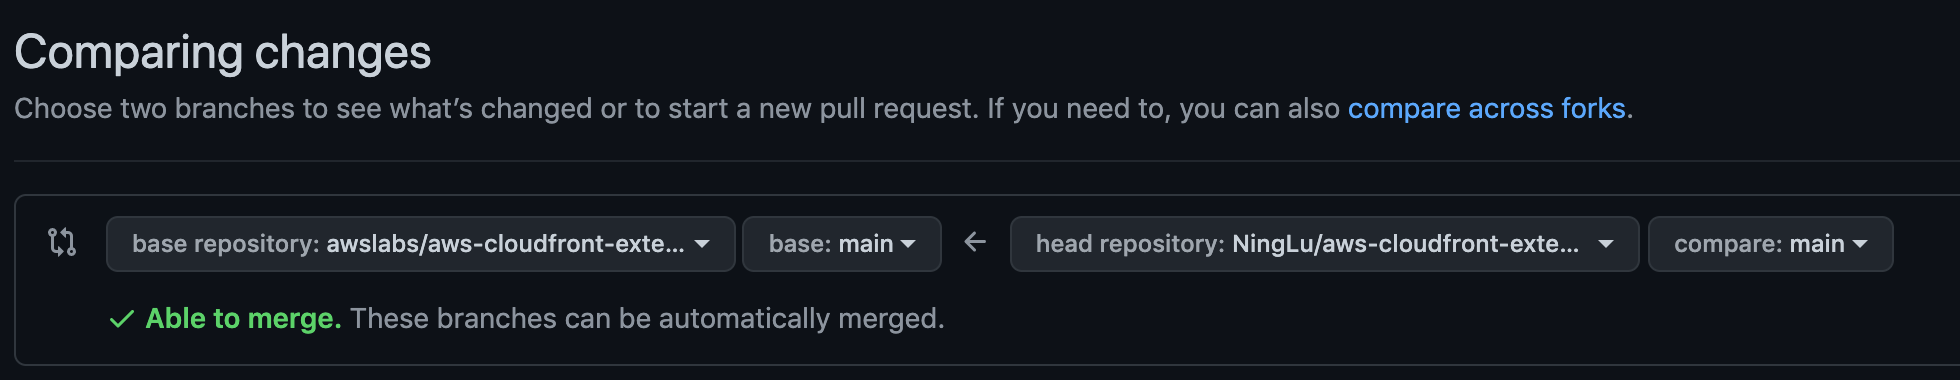 Comparing changes
Choose two branches to see what’s changed or to start a new pull request. If you need to, you can also compare across forks.
base repository: awslabs/aws-cloudfront-exte... base: main head repository: NingLu/aws-cloudfront-exte... compare: main
Able to merge. These branches can be automatically merged.